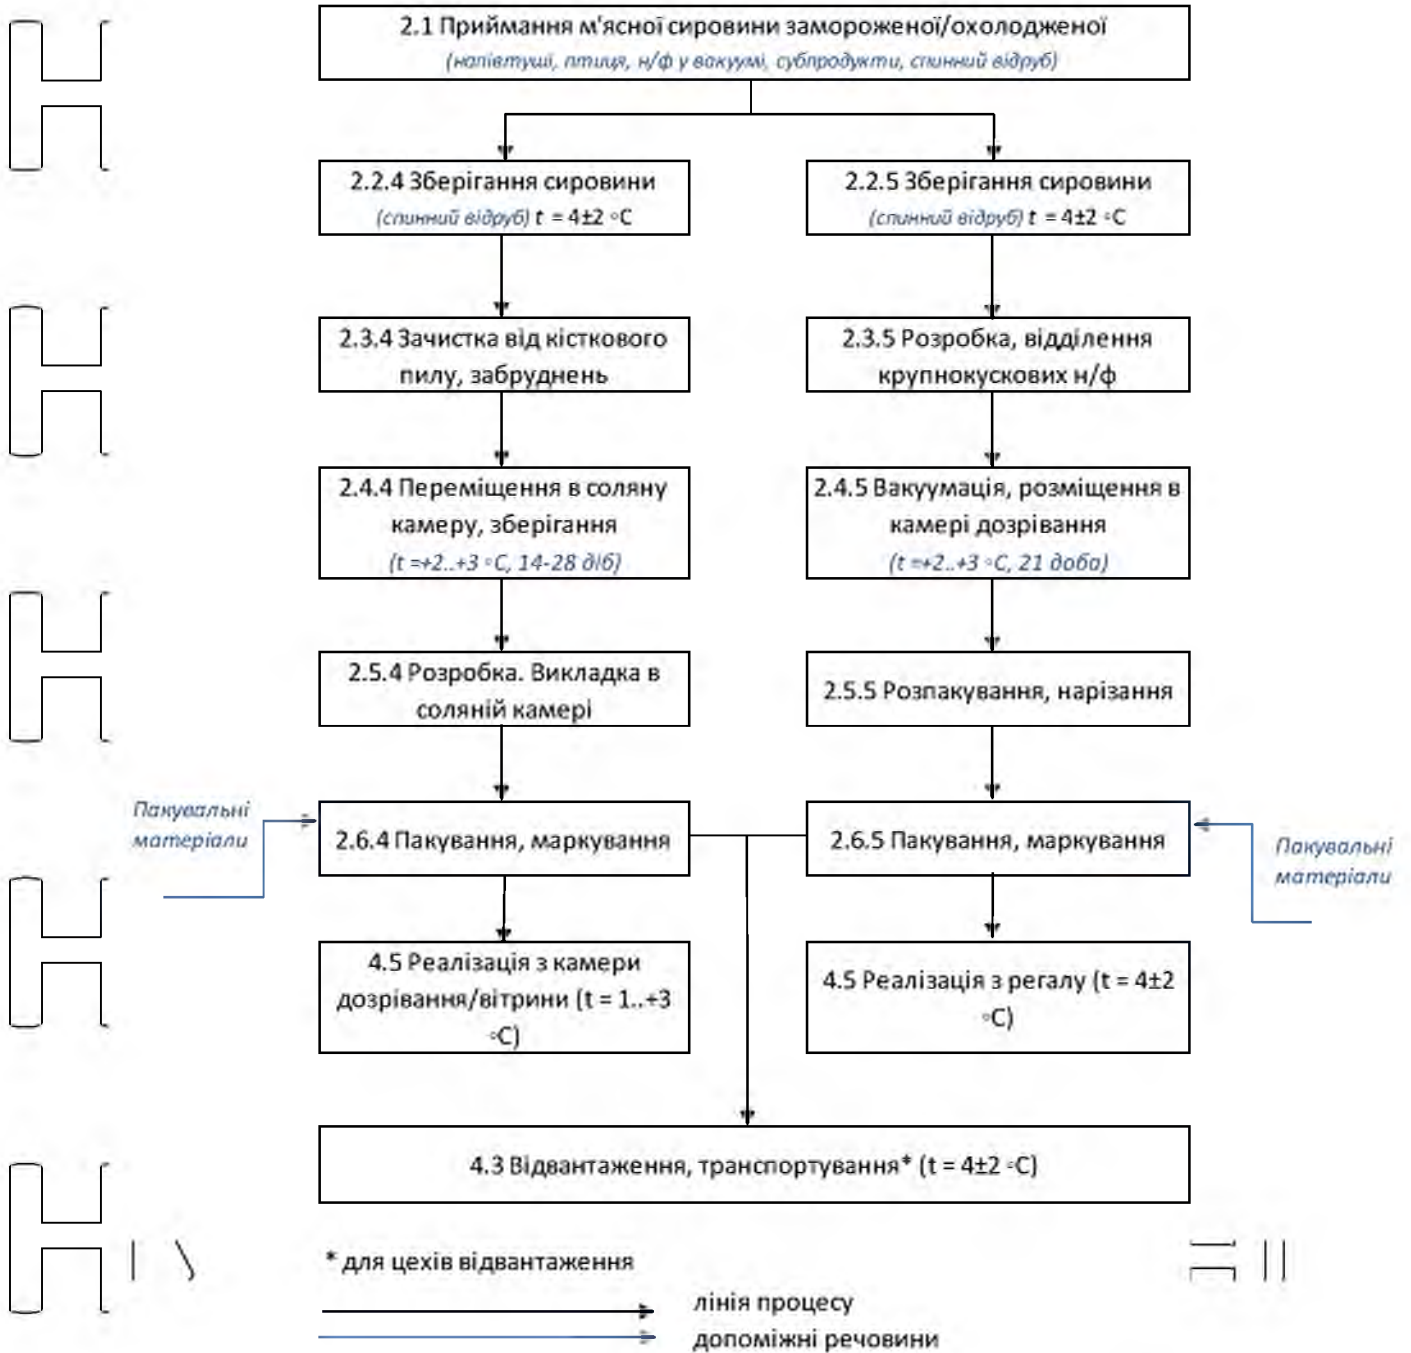 2.1 Приймання м'ясної сировини замороженої/охолодженої
(напівтуші, птиця, н/ф у вакуумі, субпродукти, спинний відруб)
2.2.4 Зберігання сировини
(спинний відруб) t = 4±2 °C
2.2.5 Зберігання сировини
(спинний відруб) t = 4±2 °C
2.3.4 Зачистка від кісткового
пилу, забруднень
2.3.5 Розробка, відділення
крупнокускових н/ф
2.4.4 Переміщення в соляну
камеру, зберігання
(t =+2..+3 °C, 14-28 діб)
2.4.5 Вакуумація, розміщення в
камері дозрівання
(t =+2..+3 °C, 21 доба)
2.5.4 Розробка. Викладка в
соляній камері
2.5.5 Розпакування, нарізання
Пакувальні
матеріали
2.6.4 Пакування, маркування
2.6.5 Пакування, маркування
Пакувальні
матеріали
4.5 Реалізація з камери
дозрівання/вітрини (t = 1..+3
°C)
4.5 Реалізація з регалу (t = 4±2
°C)
4.3 Відвантаження, транспортування* (t = 4±2 °C)
* для цехів відвантаження
лінія процесу
допоміжні речовини